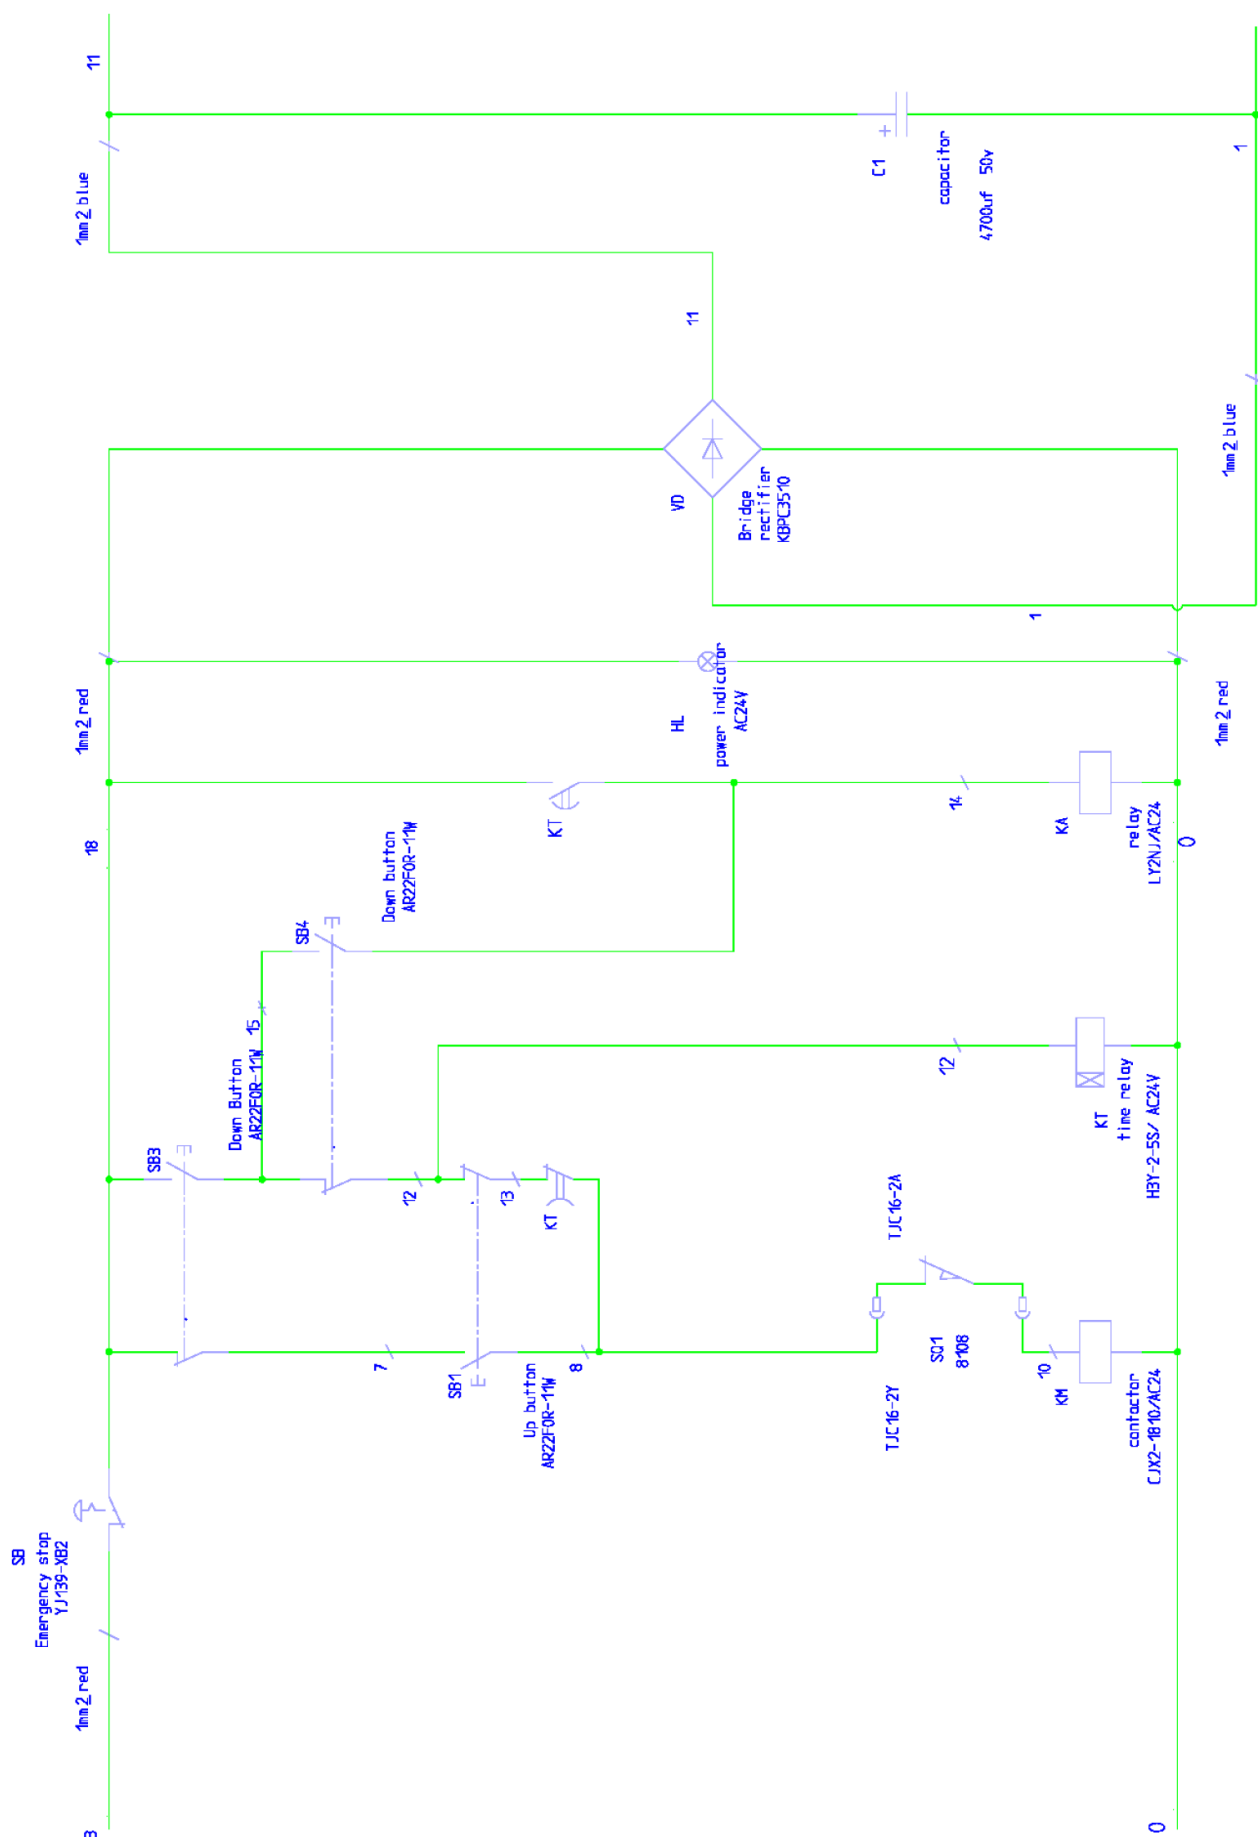 11
1mm2 blue
C1
+
capacitor
4700uf 50v
1
11
VD
Bridge
rectifier
KBPC3510
1mm2 blue
1
1mm2 red
HL
power indicator
AC24V
1mm2 red
18
KT
14
KA
relay
LY2NJ/AC24
0
Down button
AR22F0R-11W
SB4
15
Down Button
AR22F0R-11W
SB3
12
13
KT
12
KT
time relay
H3Y-2-5S/ AC24V
7
SB1
Up button
AR22F0R-11W
8
TJC16-2A
TJC16-2Y
SQ1
8108
10
KM
contactor
CJX2-1810/AC24
SB
Emergency stop
YJ139-XB2
1mm2 red
0